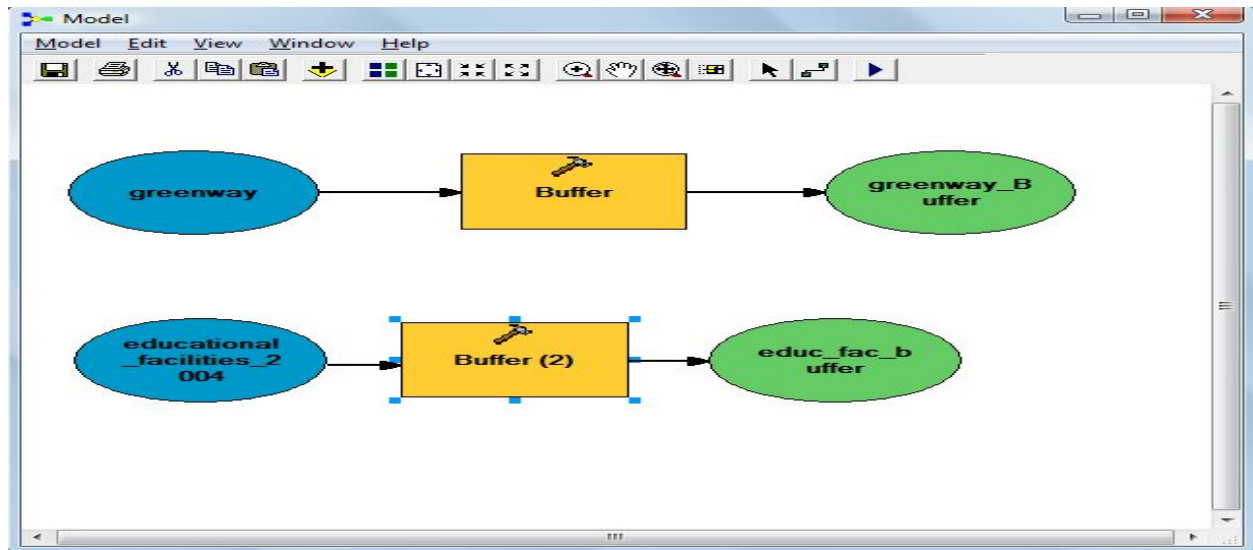 Model
Model Edit View Window Help
greenway
Buffer
greenway_B
uffer
educational
_facilities_2
004
Buffer (2)
educ_fac_b
uffer